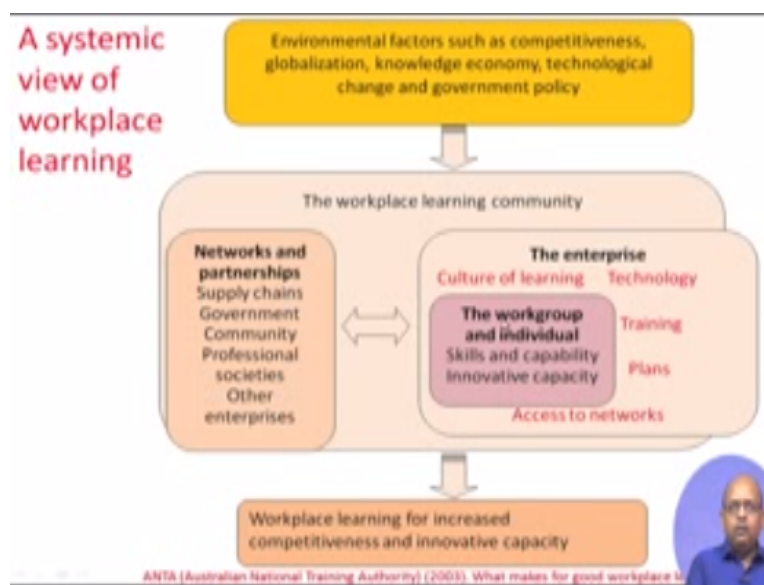 A systemic
view of
workplace
learning
Environmental factors such as competitiveness,
globalization, knowledge economy, technological
change and government policy
The workplace learning community
Networks and
partnerships
Supply chains
Government
Community
Professional
societies
Other
enterprises
The enterprise
Culture of learning Technology
The workgroup
and individual
Skills and capability
Innovative capacity
Training
Plans
Access to networks
Workplace learning for increased
competitiveness and innovative capacity
ANTA (Australian National Training Authority) (2003). What makes for good workplace